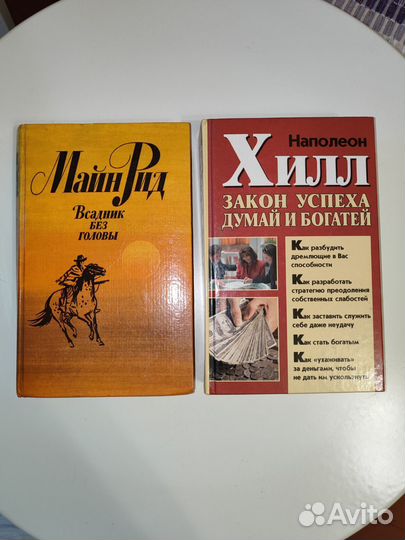 Майн Рид
Всадник
без
головы
Наполеон
Хилл
ЗАКОН УСПЕХА
ДУМАЙ И БОГАТЕЙ
Как разбудить
дремлющие в Вас
способности
Как разработать
стратегию преодоления
собственных слабостей
Как заставить служить
себе даже неудачу
Как стать богатым
Как «ухаживать»
за деньгами, чтобы
не дать им ускользнуть
Avito